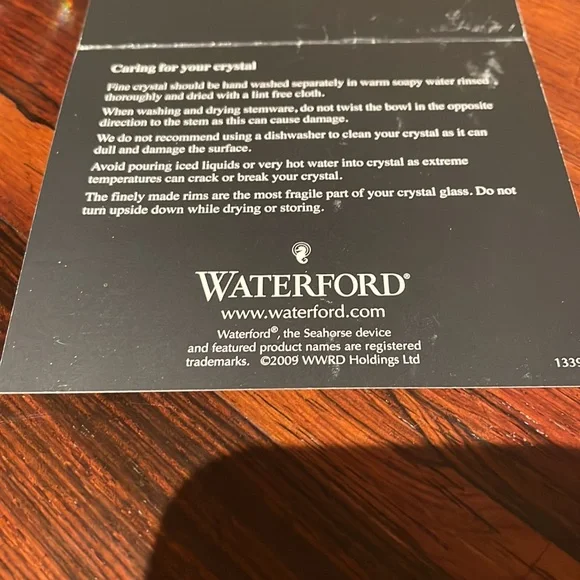 Caring for your crystal
Fine crystal should be hand washed separately in warm soapy water rinsed
thoroughly and dried with a lint free cloth.
When washing and drying stemware, do not twist the bowl in the opposite
direction to the stem as this can cause damage.
We do not recommend using a dishwasher to clean your crystal as it can
dull and damage the surface.
Avoid pouring iced liquids or very hot water into crystal as extreme
temperatures can crack or break your crystal.
The finely made rims are the most fragile part of your crystal glass. Do not
turn upside down while drying or storing.
WATERFORD®
www.waterford.com
Waterford®, the Seahorse device
and featured product names are registered
trademarks. ©2009 WWRD Holdings Ltd
1339